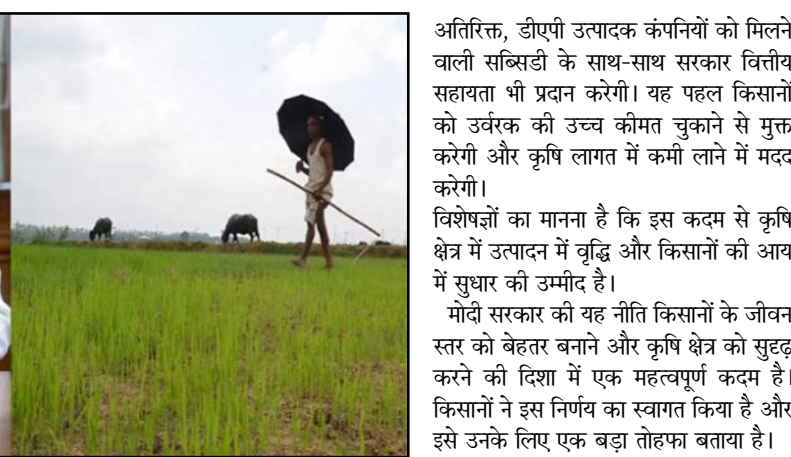 अतिरिक्त, डीएपी उत्पादक कंपनियों को मिलने
वाली सब्सिडी के साथ-साथ सरकार वित्तीय
सहायता भी प्रदान करेगी। यह पहल किसानों
को उर्वरक की उच्च कीमत चुकाने से मुक्त
करेगी और कृषि लागत में कमी लाने में मदद
करेगी।
विशेषज्ञों का मानना है कि इस कदम से कृषि
क्षेत्र में उत्पादन में वृद्धि और किसानों की आय
में सुधार की उम्मीद है।
मोदी सरकार की यह नीति किसानों के जीवन
स्तर को बेहतर बनाने और कृषि क्षेत्र को सुदृढ़
करने की दिशा में एक महत्वपूर्ण कदम है।
किसानों ने इस निर्णय का स्वागत किया है और
इसे उनके लिए एक बड़ा तोहफा बताया है।